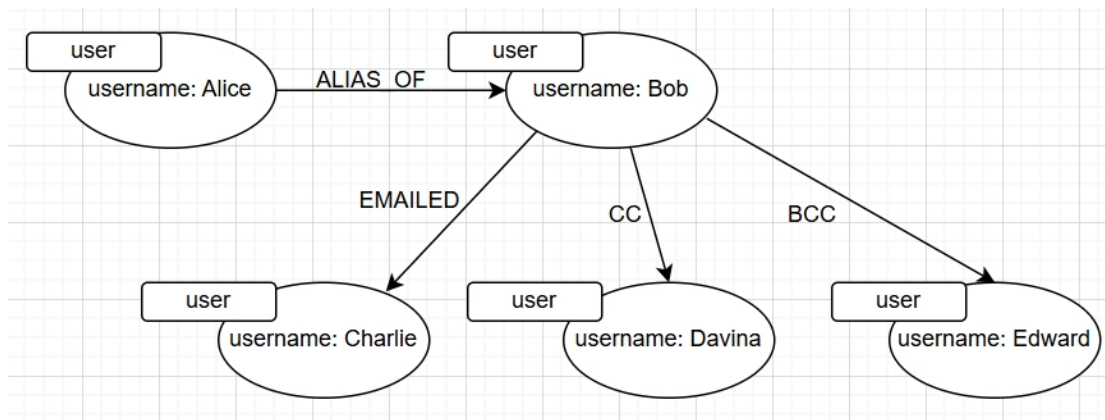 user
username: Alice
ALIAS_OF
user
username: Bob
EMAILED
CC
BCC
user
username: Charlie
user
username: Davina
user
username: Edward